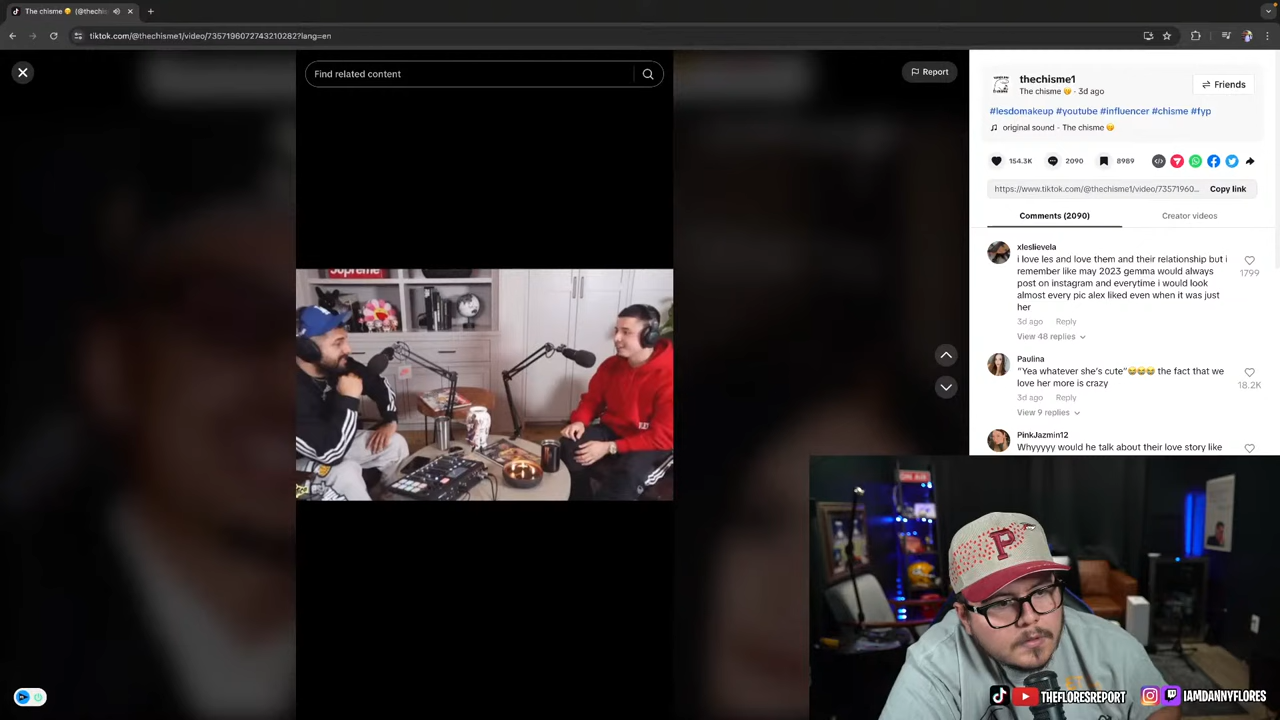 The chisme 😋 (@thechis
tiktok.com/@thechisme1/video/7357196072743210282?lang=en
Find related content
Report
thechisme1
The chisme 😋 · 3d ago
Friends
#lesdomakeup #youtube #influencer #chisme #fyp
original sound - The chisme 😋
154.3K 2090 8989
https://www.tiktok.com/@thechisme1/video/73571960... Copy link
Comments (2090) Creator videos
xleslievela
i love les and love them and their relationship but i
remember like may 2023 gemma would always
post on instagram and everytime i would look
almost every pic alex liked even when it was just
her
1799
3d ago Reply
View 48 replies
Paulina
"Yea whatever she's cute"😂😂😂 the fact that we
love her more is crazy
18.2K
3d ago Reply
View 9 replies
PinkJazmin12
Whyyyyy would he talk about their love story like
Supreme
ON AIR
P
THEFLORESREPORT
IAMDANNYFLORES